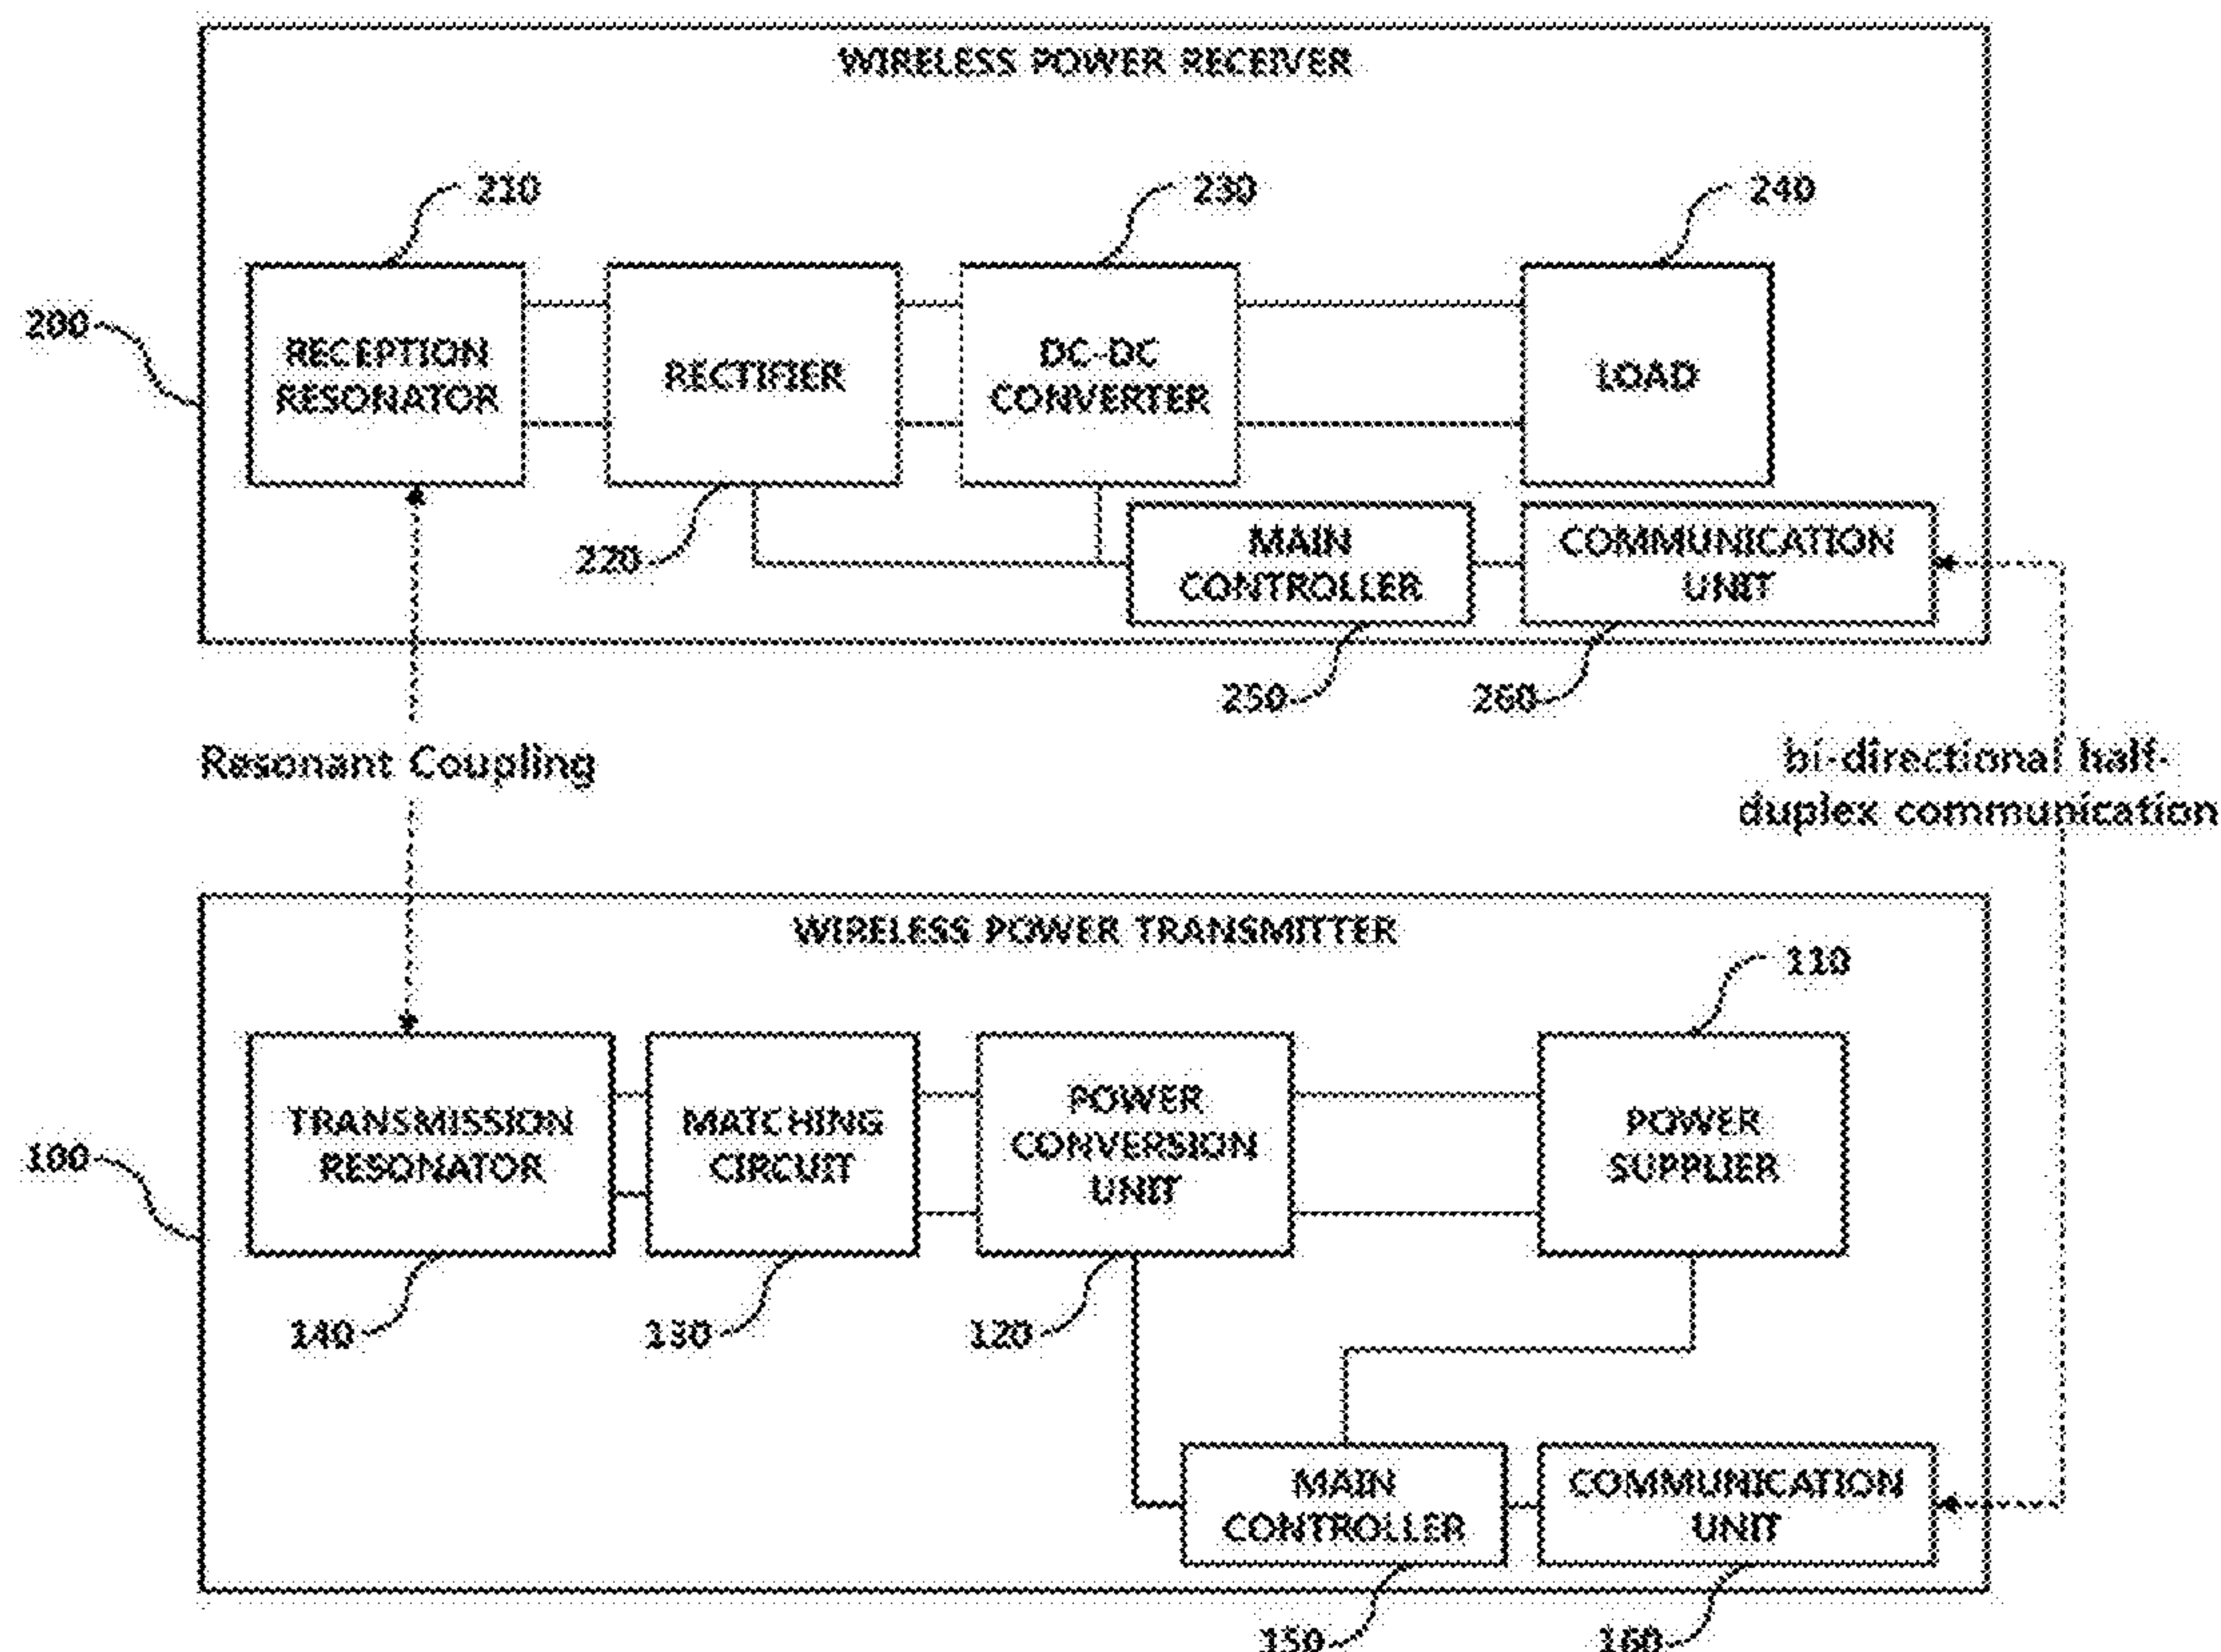 WIRELESS POWER RECEIVER
210
230
240
200
RECEPTION
RESONATOR
RECTIFIER
DC-DC
CONVERTER
LOAD
220
MAIN
CONTROLLER
COMMUNICATION
UNIT
250
260
Resonant Coupling
bi-directional half-
duplex communication
WIRELESS POWER TRANSMITTER
110
100
TRANSMISSION
RESONATOR
MATCHING
CIRCUIT
POWER
CONVERSION
UNIT
POWER
SUPPLIER
140
130
120
MAIN
CONTROLLER
COMMUNICATION
UNIT
150
160